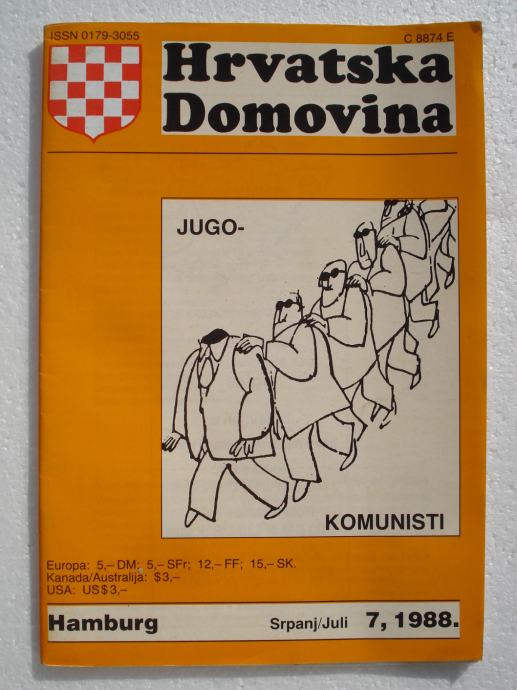 ISSN 0179-3055
C 8874 E
Hrvatska
Domovina
JUGO-
KOMUNISTI
Europa: 5,– DM; 5,– SFr; 12,– FF; 15,– SK.
Kanada/Australija: $ 3,–
USA: US $ 3,–
Hamburg Srpanj/Juli 7, 1988.